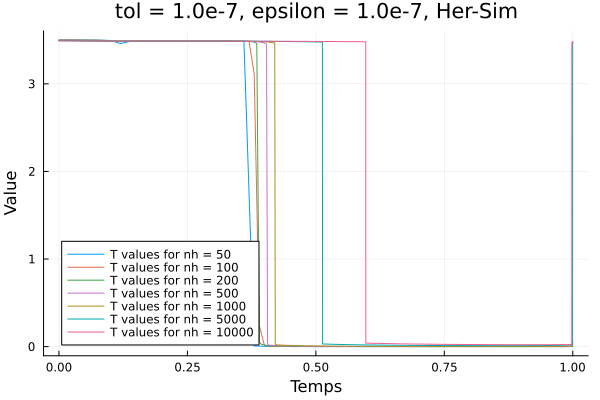 tol = 1.0e-7, epsilon = 1.0e-7, Her-Sim
Value
3
2
1
0
T values for nh = 50
T values for nh = 100
T values for nh = 200
T values for nh = 500
T values for nh = 1000
T values for nh = 5000
T values for nh = 10000
0.00 0.25 0.50 0.75 1.00
Temps